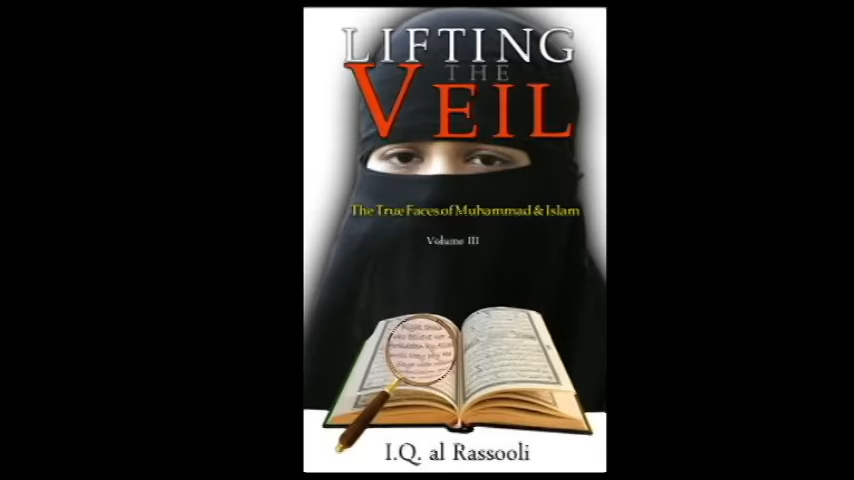 LIFTING
THE
VEIL
The True Faces of Muhammad & Islam
Volume III
I.Q. al Rassooli